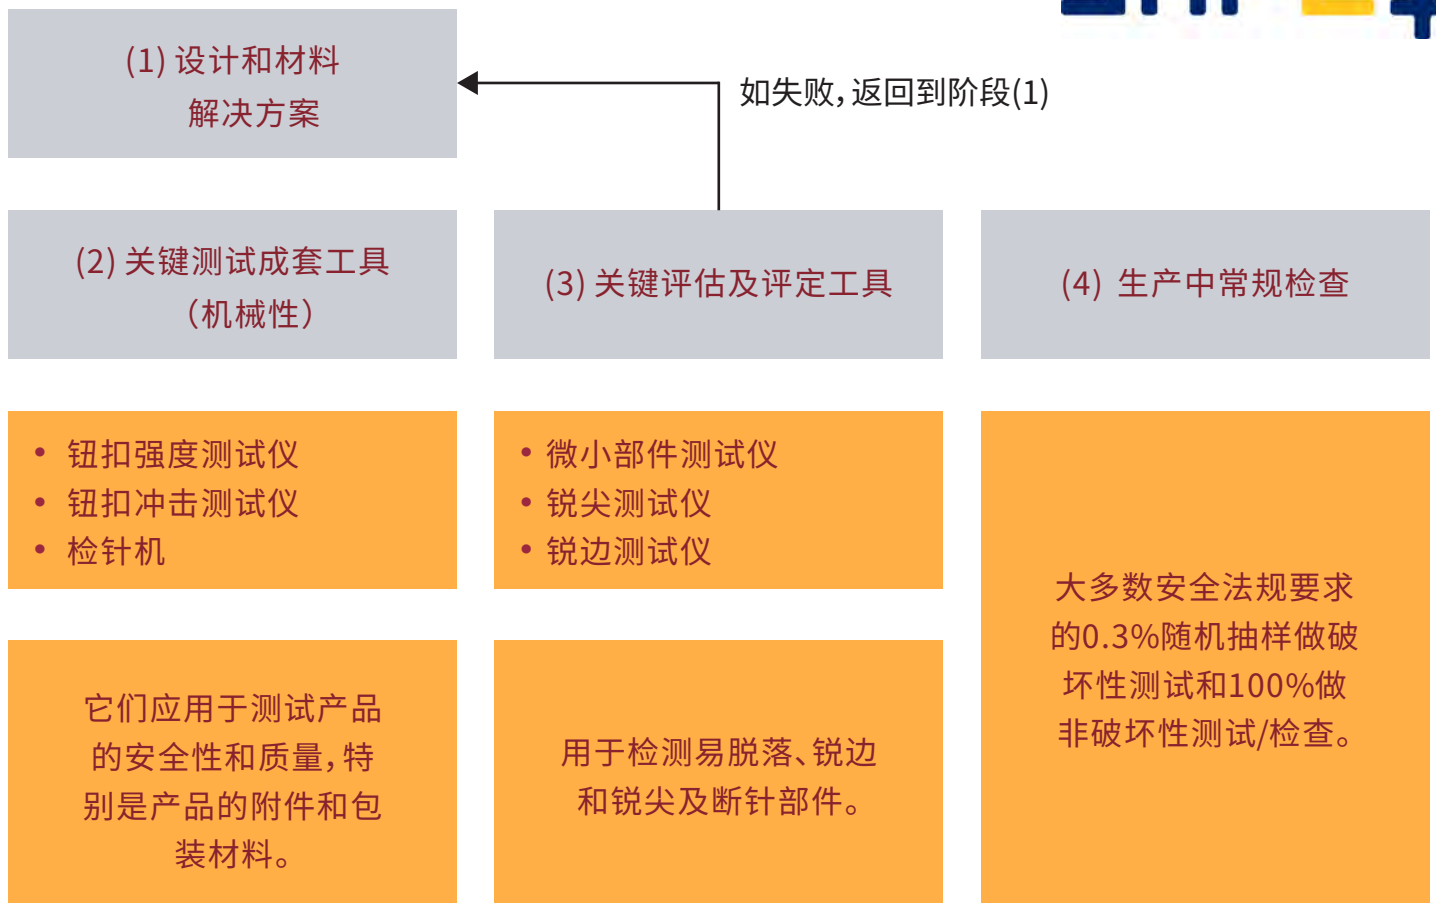 (1) 设计和材料
解决方案
如失败，返回到阶段(1)
(2) 关键测试成套工具
（机械性）
(3) 关键评估及评定工具
(4) 生产中常规检查
• 钮扣强度测试仪
• 钮扣冲击测试仪
• 检针机
• 微小部件测试仪
• 锐尖测试仪
• 锐边测试仪
它们应用于测试产品
的安全性和质量，特
别是产品的附件和包
装材料。
用于检测易脱落、锐边
和锐尖及断针部件。
大多数安全法规要求
的0.3%随机抽样做破
坏性测试和100%做
非破坏性测试/检查。